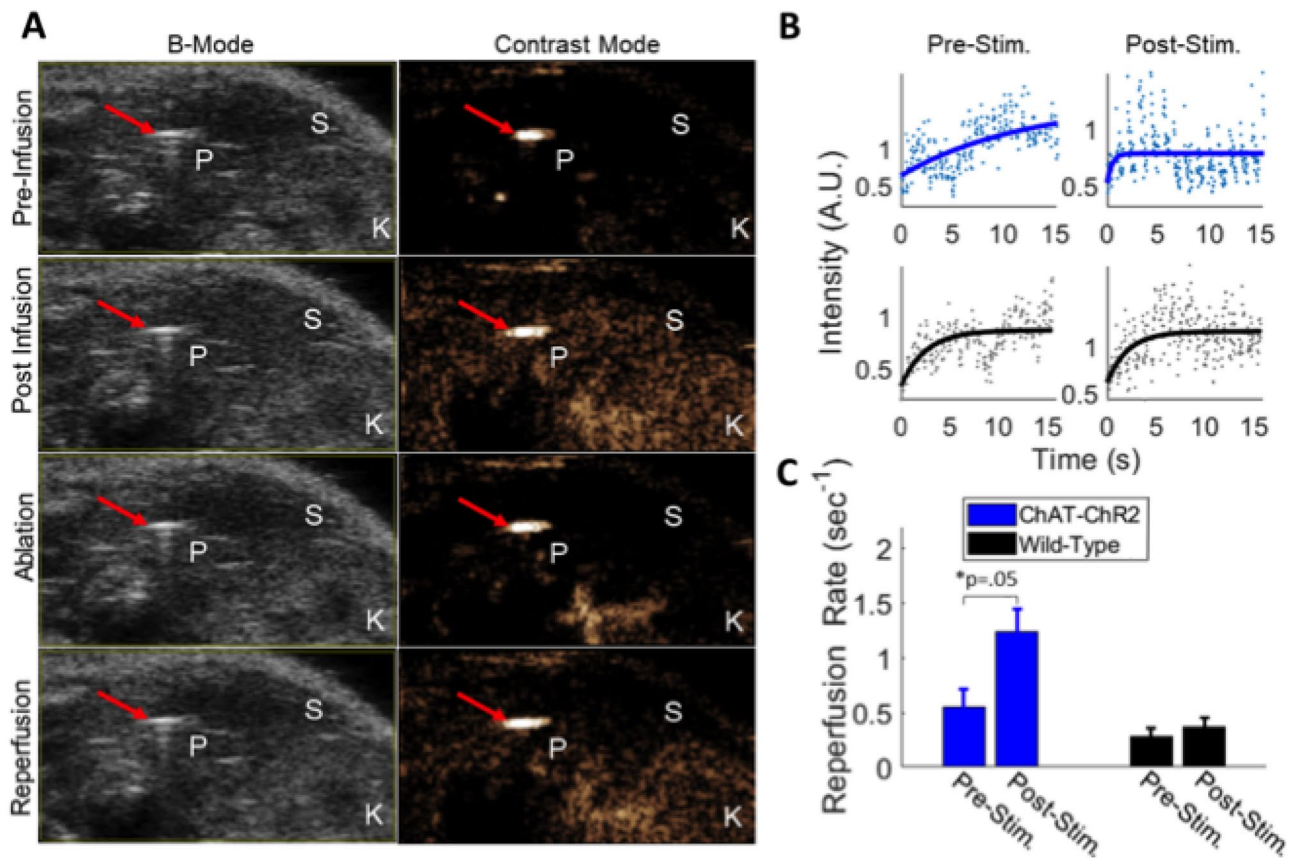 A
B-Mode
Contrast Mode
Pre-Infusion
S
P
K
S
P
K
Post Infusion
S
P
K
S
P
K
Ablation
S
P
K
S
P
K
Reperfusion
S
P
K
S
P
K
B
Pre-Stim.
Post-Stim.
Intensity (A.U.)
1
0.5
0 5 10 15
1
0.5
0 5 10 15
1
0.5
0 5 10 15
1
0.5
0 5 10 15
Time (s)
C
Reperfusion Rate (sec⁻¹)
ChAT-ChR2
Wild-Type
2
1.5
1
0.5
0
*p=.05
Pre-Stim.
Post-Stim.
Pre-Stim.
Post-Stim.